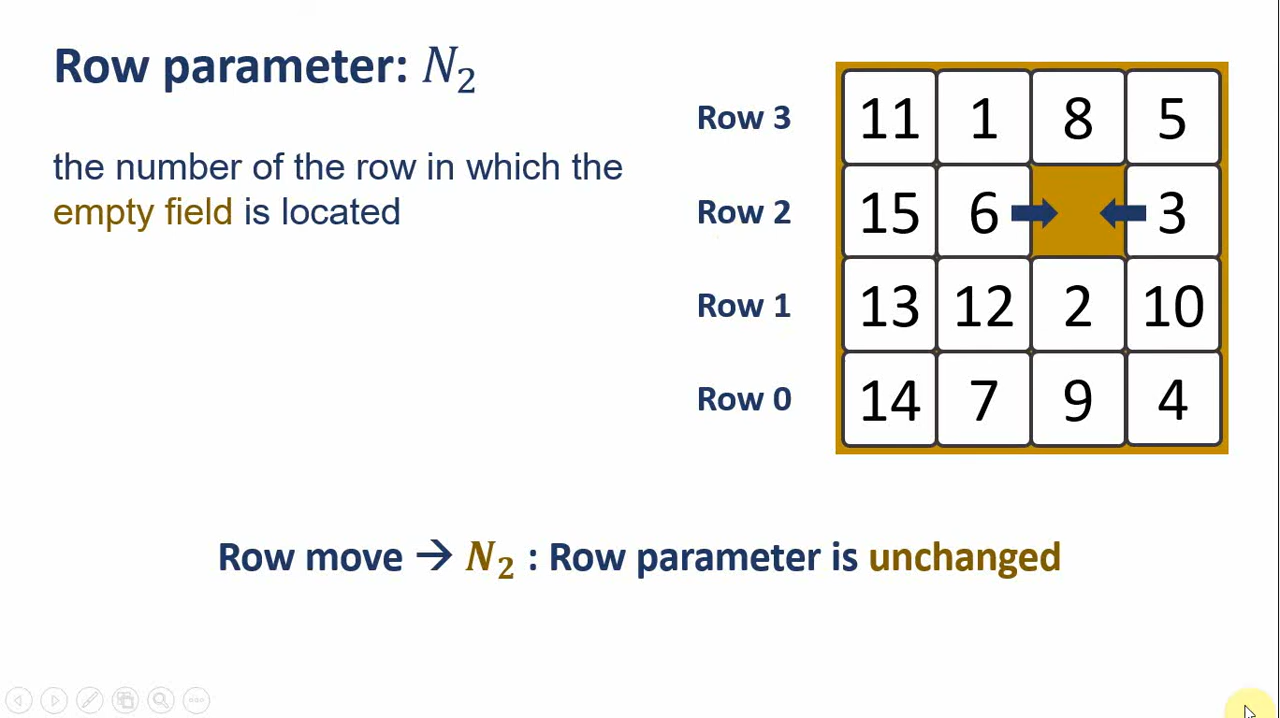 Row parameter: N₂
the number of the row in which the
empty field is located
Row 3 11 1 8 5
Row 2 15 6 3
Row 1 13 12 2 10
Row 0 14 7 9 4
Row move → N₂ : Row parameter is unchanged